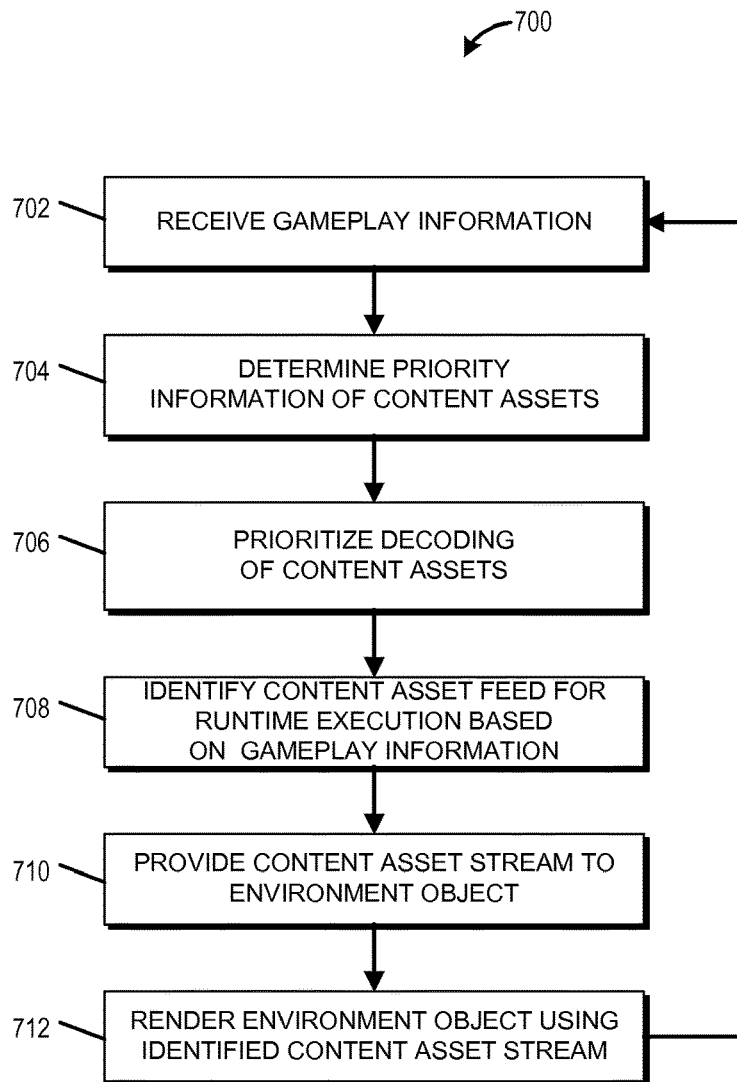 700
702
RECEIVE GAMEPLAY INFORMATION
704
DETERMINE PRIORITY
INFORMATION OF CONTENT ASSETS
706
PRIORITIZE DECODING
OF CONTENT ASSETS
708
IDENTIFY CONTENT ASSET FEED FOR
RUNTIME EXECUTION BASED
ON GAMEPLAY INFORMATION
710
PROVIDE CONTENT ASSET STREAM TO
ENVIRONMENT OBJECT
712
RENDER ENVIRONMENT OBJECT USING
IDENTIFIED CONTENT ASSET STREAM